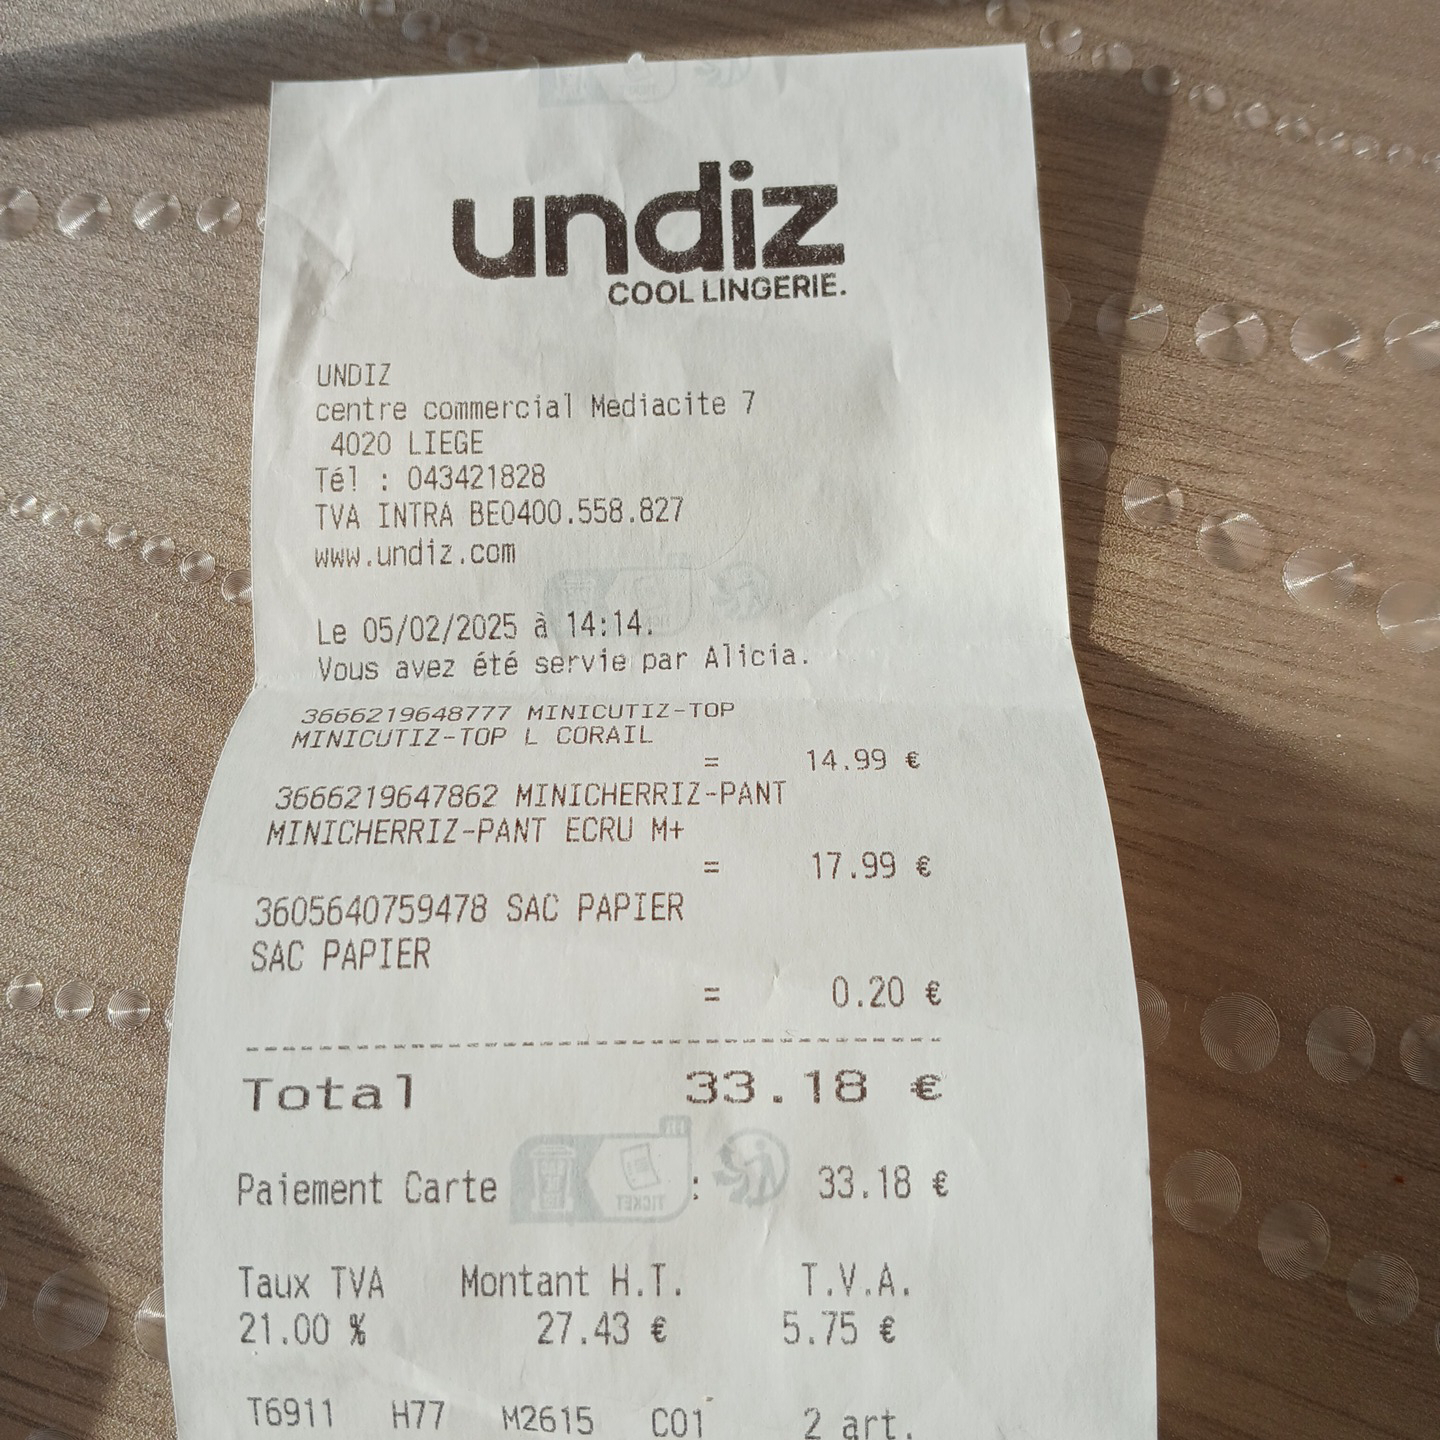 undiz
COOL LINGERIE.
UNDIZ
centre commercial Mediacite 7
4020 LIEGE
Tél : 043421828
TVA INTRA BE0400.558.827
www.undiz.com
Le 05/02/2025 à 14:14.
Vous avez été servie par Alicia.
3666219648777 MINICUTIZ-TOP
MINICUTIZ-TOP L CORAIL
= 14.99 €
3666219647862 MINICHERRIZ-PANT
MINICHERRIZ-PANT ECRU M+
= 17.99 €
3605640759478 SAC PAPIER
SAC PAPIER
= 0.20 €
Total 33.18 €
Paiement Carte : 33.18 €
Taux TVA Montant H.T. T.V.A.
21.00 % 27.43 € 5.75 €
T6911 H77 M2615 C01 2 art.